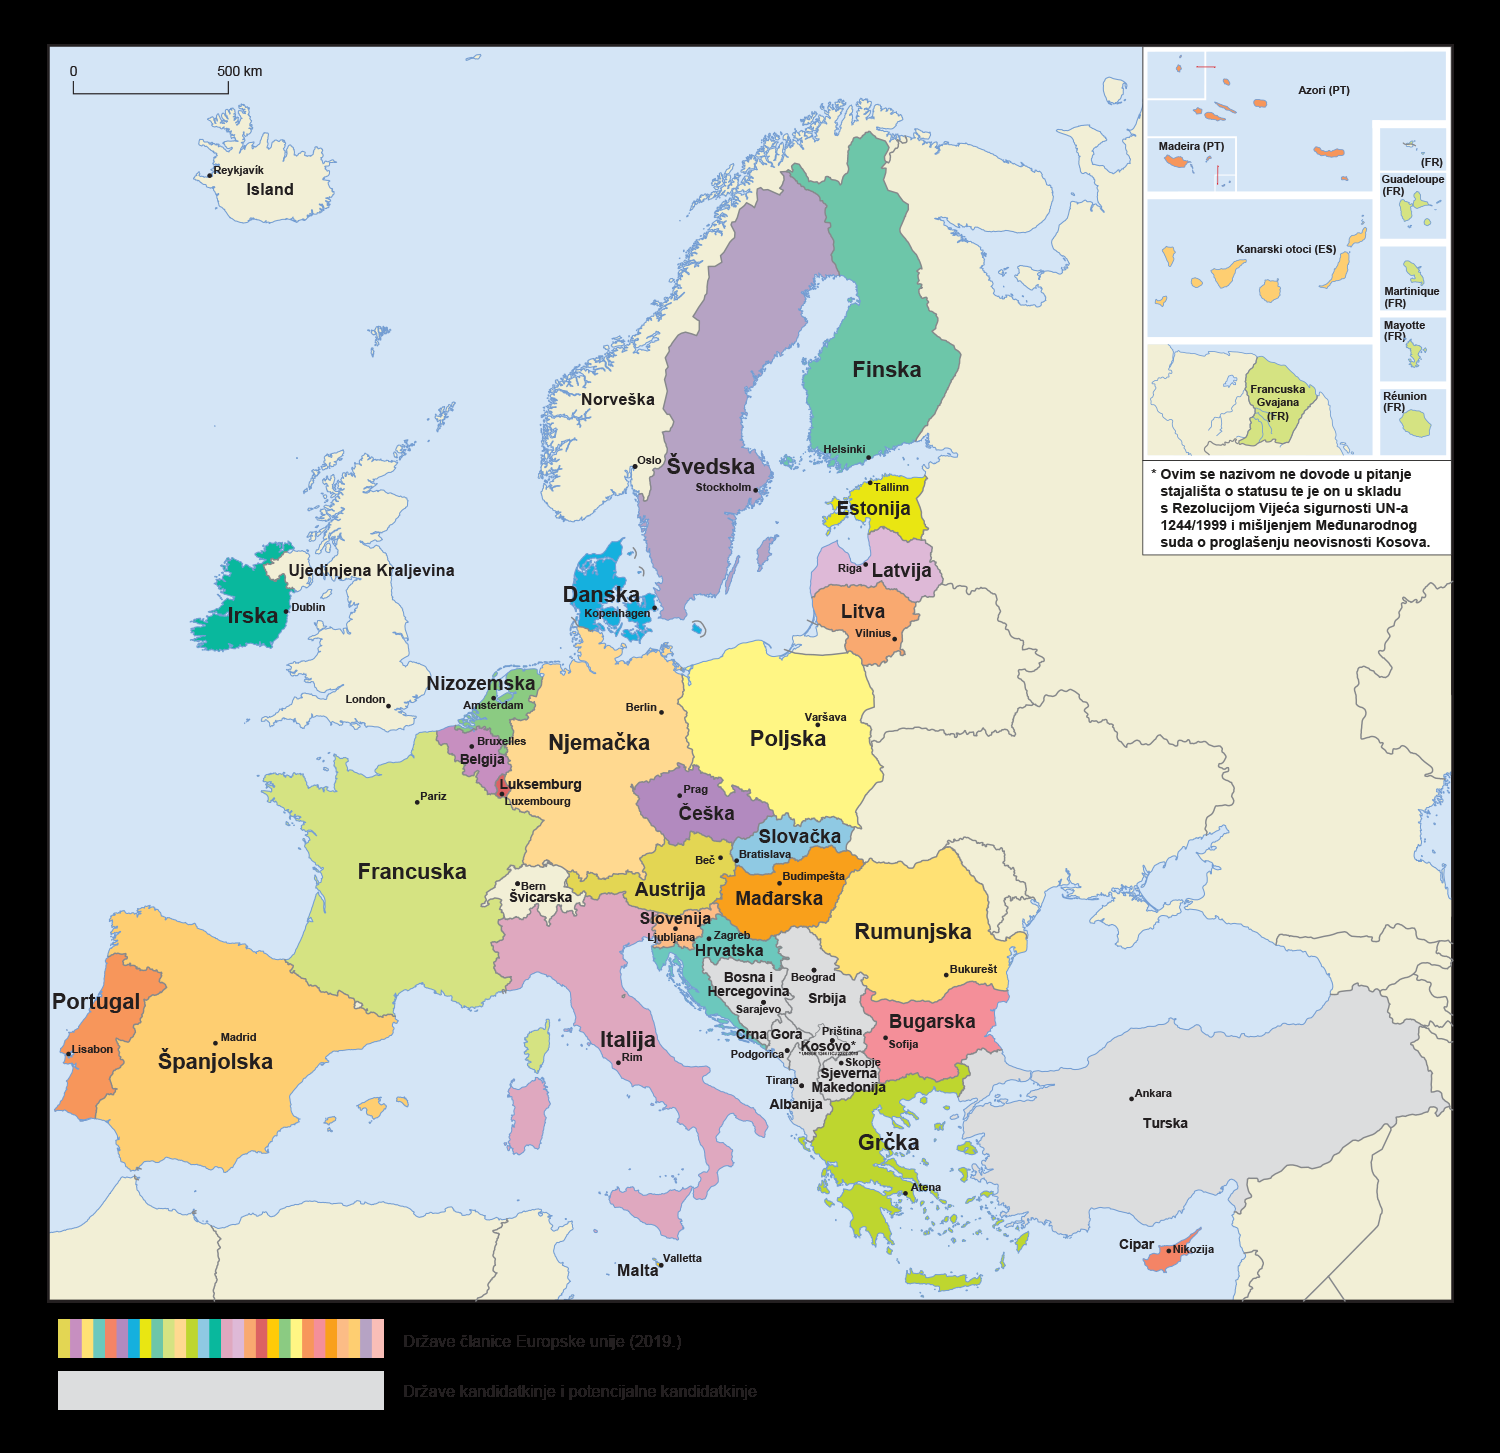 0
500 km
Reykjavík
Island
Norveška
Oslo
Švedska
Stockholm
Finska
Helsinki
Tallinn
Estonija
Riga
Latvija
Litva
Vilnius
Ujedinjena Kraljevina
Dublin
Irska
London
Danska
Kopenhagen
Nizozemska
Amsterdam
Bruxelles
Belgija
Luksemburg
Luxembourg
Berlin
Njemačka
Varšava
Poljska
Prag
Češka
Slovačka
Bratislava
Beč
Austrija
Budimpešta
Mađarska
Pariz
Francuska
Bern
Švicarska
Slovenija
Ljubljana
Zagreb
Hrvatska
Rumunjska
Bukurešt
Bosna i
Hercegovina
Sarajevo
Beograd
Srbija
Crna Gora
Podgorica
Priština
Kosovo*
Skopje
Sjeverna
Makedonija
Tirana
Albanija
Bugarska
Sofija
Portugal
Lisabon
Madrid
Španjolska
Italija
Rim
Grčka
Atena
Ankara
Turska
Cipar
Nikozija
Valletta
Malta
Azori (PT)
Madeira (PT)
(FR)
Guadeloupe
(FR)
Kanarski otoci (ES)
Martinique
(FR)
Mayotte
(FR)
Francuska
Gvajana
(FR)
Réunion
(FR)
* Ovim se nazivom ne dovode u pitanje
stajališta o statusu te je on u skladu
s Rezolucijom Vijeća sigurnosti UN-a
1244/1999 i mišljenjem Međunarodnog
suda o proglašenju neovisnosti Kosova.
Države članice Europske unije (2019.)
Države kandidatkinje i potencijalne kandidatkinje